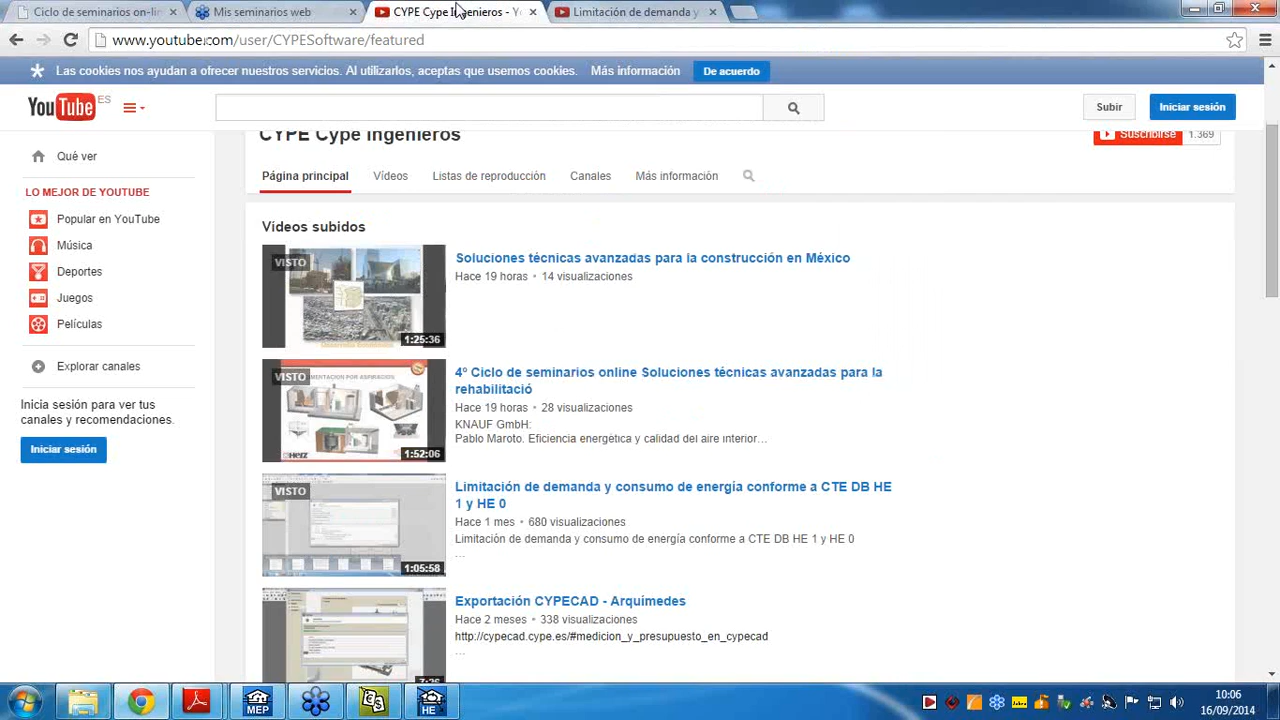 Ciclo de seminarios on-lin
Mis seminarios web
CYPE Cype Ingenieros - Y
Limitación de demanda y
www.youtube.com/user/CYPESoftware/featured
Las cookies nos ayudan a ofrecer nuestros servicios. Al utilizarlos, aceptas que usemos cookies. Más información De acuerdo
YouTube ES
Subir
Iniciar sesión
CYPE Cype Ingenieros
Suscribirse 1.369
Qué ver
LO MEJOR DE YOUTUBE
Popular en YouTube
Música
Deportes
Juegos
Películas
Explorar canales
Inicia sesión para ver tus
canales y recomendaciones.
Iniciar sesión
Página principal Vídeos Listas de reproducción Canales Más información
Vídeos subidos
VISTO
1:25:36
Soluciones técnicas avanzadas para la construcción en México
Hace 19 horas • 14 visualizaciones
VISTO
Herz
1:52:06
4º Ciclo de seminarios online Soluciones técnicas avanzadas para la
rehabilitació
Hace 19 horas • 28 visualizaciones
KNAUF GmbH:
Pablo Maroto. Eficiencia energética y calidad del aire interior...
VISTO
1:05:58
Limitación de demanda y consumo de energía conforme a CTE DB HE
1 y HE 0
Hace 1 mes • 680 visualizaciones
Limitación de demanda y consumo de energía conforme a CTE DB HE 1 y HE 0
...
7:36
Exportación CYPECAD - Arquímedes
Hace 2 meses • 338 visualizaciones
http://cypecad.cype.es/#medicion_y_presupuesto_en_cypecad
...
MEP
HE
10:06
16/09/2014